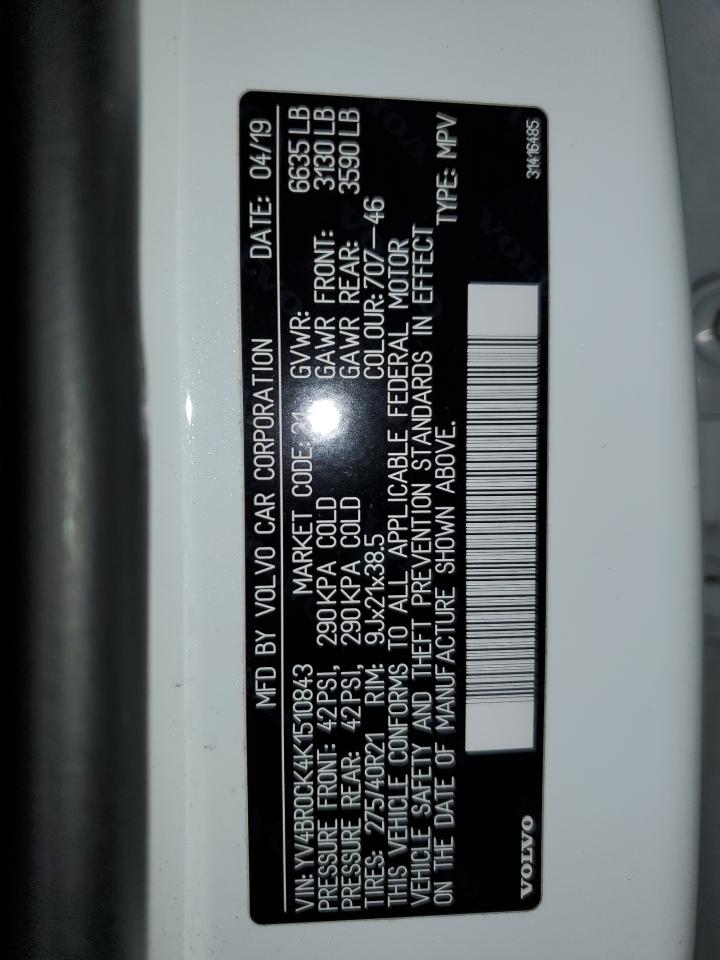 MFD BY VOLVO CAR CORPORATION DATE: 04/19
VIN: YV4BR0CK4K1510843 MARKET CODE: 31 GVWR: 6635 LB
PRESSURE FRONT: 42PSI, 290KPA COLD GAWR FRONT: 3130 LB
PRESSURE REAR: 42PSI, 290KPA COLD GAWR REAR: 3590 LB
TIRES: 275/40R21 RIM: 9Jx21x38.5 COLOUR: 707—46
THIS VEHICLE CONFORMS TO ALL APPLICABLE FEDERAL MOTOR
VEHICLE SAFETY AND THEFT PREVENTION STANDARDS IN EFFECT
ON THE DATE OF MANUFACTURE SHOWN ABOVE. TYPE: MPV
VOLVO 31416485